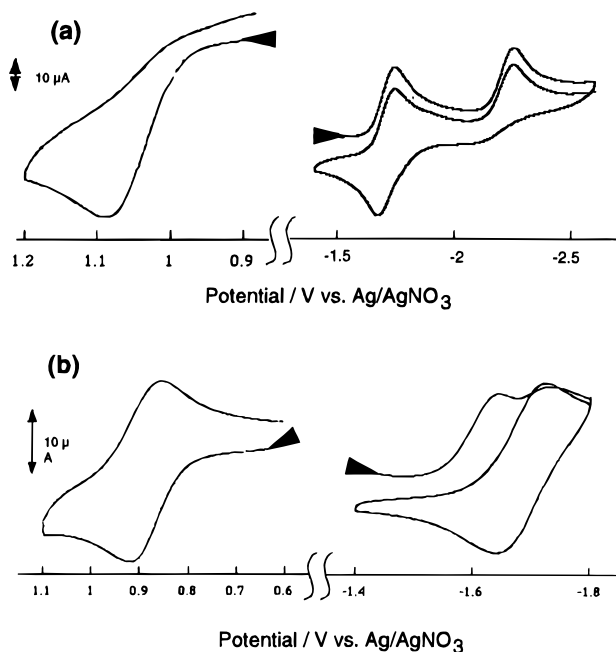 (a)
10 µA
1.2 1.1 1 0.9 -1.5 -2 -2.5
Potential / V vs. Ag/AgNO3
(b)
10 µ
A
1.1 1 0.9 0.8 0.7 0.6 -1.4 -1.6 -1.8
Potential / V vs. Ag/AgNO3